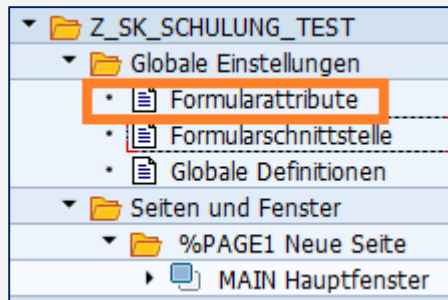 Z_SK_SCHULUNG_TEST
Globale Einstellungen
Formularattribute
Formularschnittstelle
Globale Definitionen
Seiten und Fenster
%PAGE1 Neue Seite
MAIN Hauptfenster